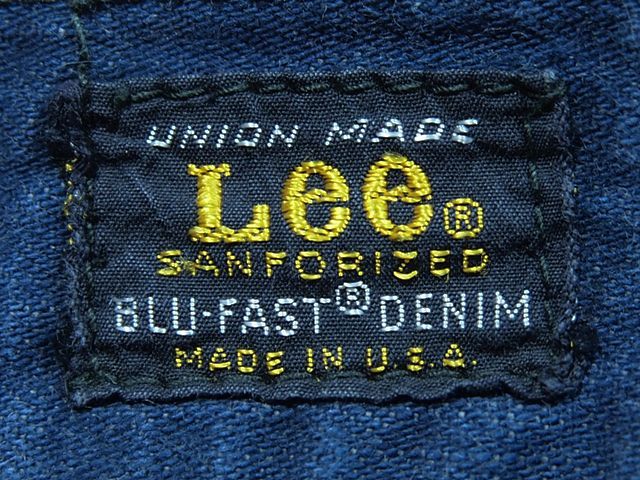 UNION MADE
Lee®
SANFORIZED
BLU-FAST® DENIM
MADE IN U.S.A.